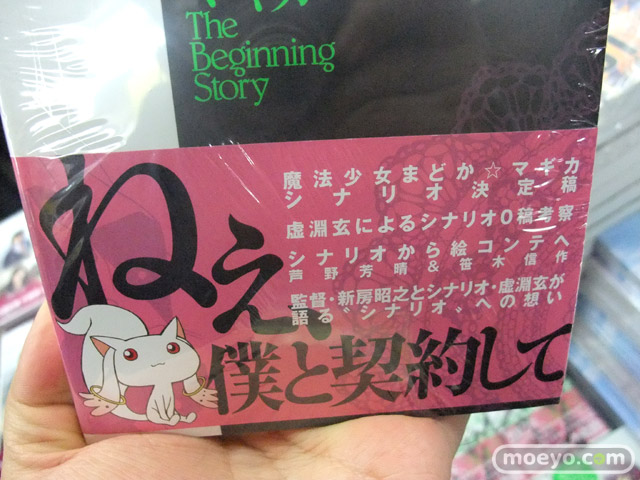 The
Beginning
Story
魔法少女まどか☆マギカ
シナリオ決定稿
虚淵玄によるシナリオ0稿考察
シナリオから絵コンテへ
芦野芳晴&笹木信作
監督・新房昭之とシナリオ・虚淵玄が
語る〝シナリオ〟への想い
ねえ、
僕と契約して
moeyo.com